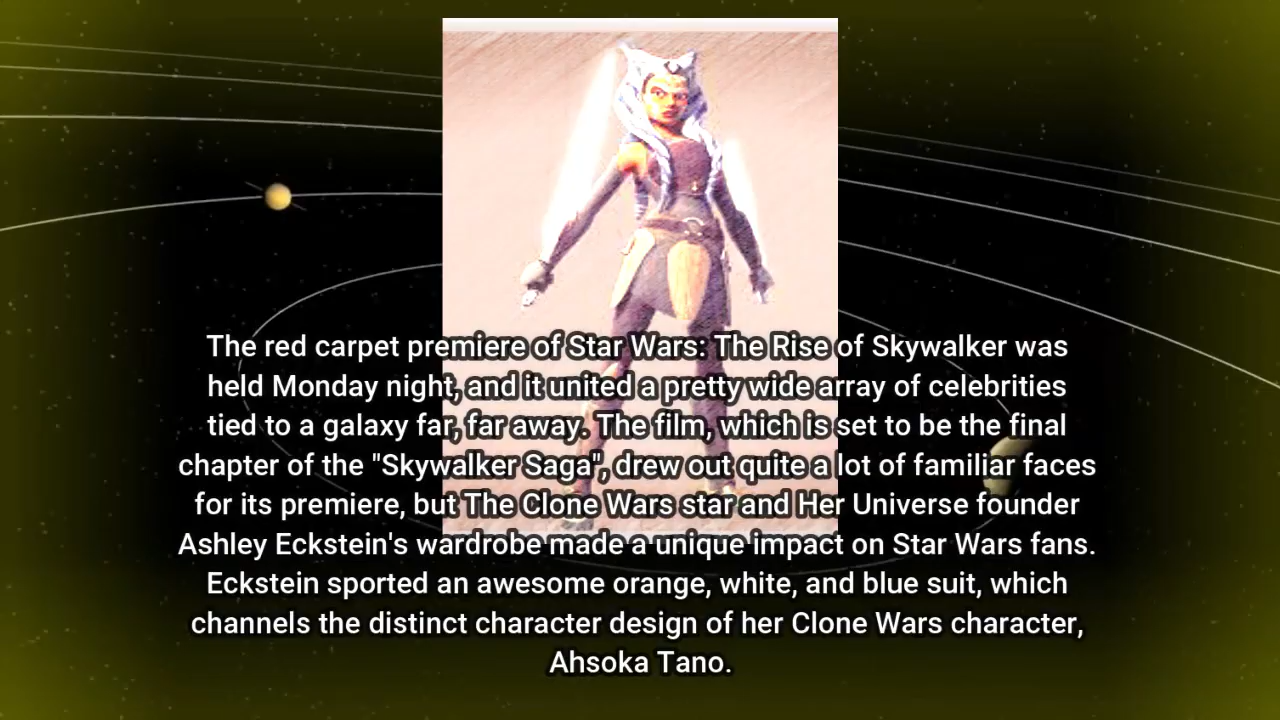 The red carpet premiere of Star Wars: The Rise of Skywalker was
held Monday night, and it united a pretty wide array of celebrities
tied to a galaxy far, far away. The film, which is set to be the final
chapter of the "Skywalker Saga", drew out quite a lot of familiar faces
for its premiere, but The Clone Wars star and Her Universe founder
Ashley Eckstein's wardrobe made a unique impact on Star Wars fans.
Eckstein sported an awesome orange, white, and blue suit, which
channels the distinct character design of her Clone Wars character,
Ahsoka Tano.